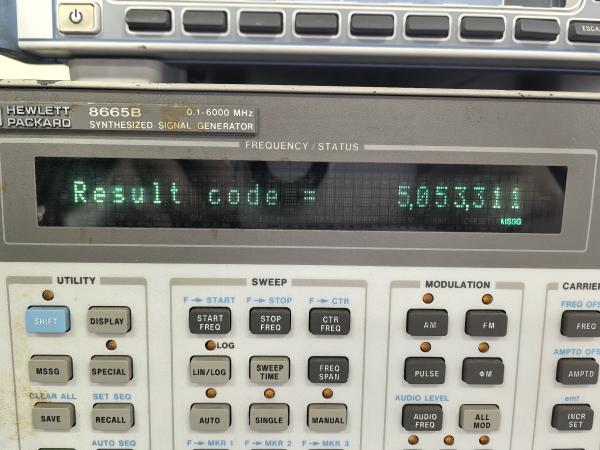 ESCA
HEWLETT PACKARD 8665B 0.1-6000 MHz
SYNTHESIZED SIGNAL GENERATOR
FREQUENCY / STATUS
Result code = 5,053,311
MSSG
UTILITY
SWEEP
MODULATION
CARRIER
F → START
F → STOP
F → CTR
FREQ OFS
SHIFT
DISPLAY
START FREQ
STOP FREQ
CTR FREQ
AM
FM
FREQ
LOG
AMPTD OFS
MSSG
SPECIAL
LIN/LOG
SWEEP TIME
FREQ SPAN
PULSE
ΦM
AMPTD
CLEAR ALL
SET SEQ
AUDIO LEVEL
emf
SAVE
RECALL
AUTO
SINGLE
MANUAL
AUDIO FREQ
ALL MOD
INCR SET
AUTO SEQ
F → MKR 1
F → MKR 2
F → MKR 3